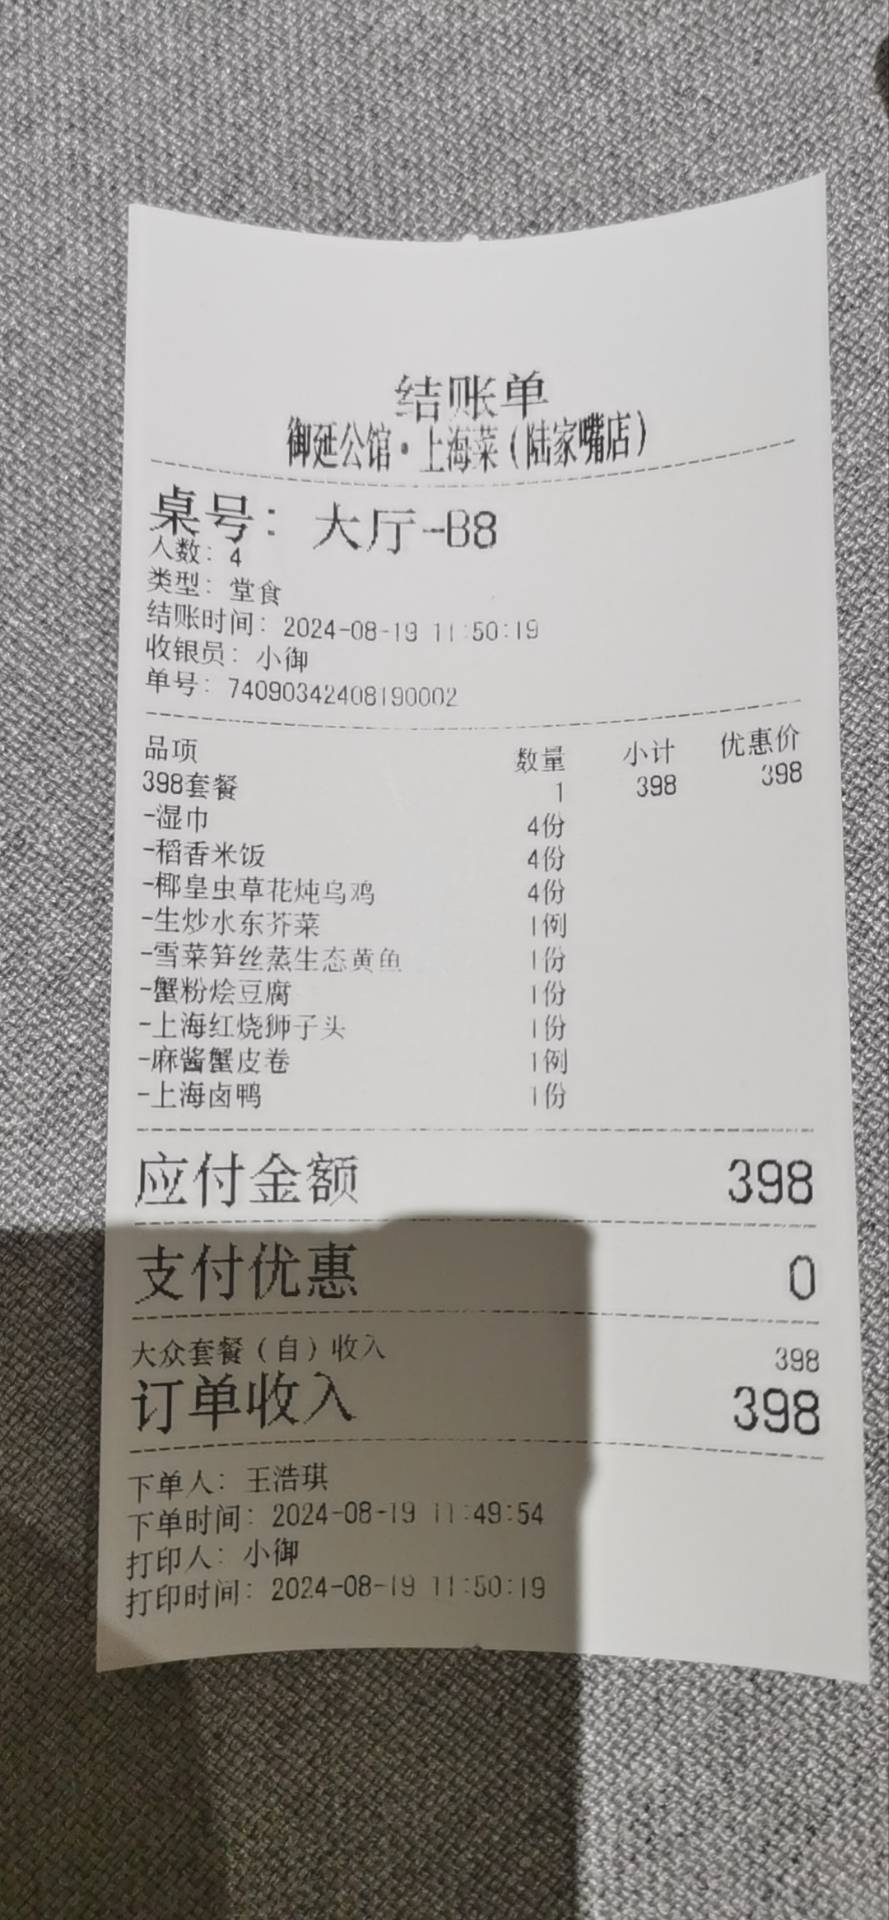 结账单
御延公馆·上海菜(陆家嘴店)
桌号: 大厅-B8
人数: 4
类型: 堂食
结账时间: 2024-08-19 11:50:19
收银员: 小御
单号: 74090342408190002
品项 数量 小计 优惠价
398套餐 1 398 398
-湿巾 4份
-稻香米饭 4份
-椰皇虫草花炖乌鸡 4份
-生炒水东芥菜 1例
-雪菜笋丝蒸生态黄鱼 1份
-蟹粉烩豆腐 1份
-上海红烧狮子头 1份
-麻酱蟹皮卷 1例
-上海卤鸭 1份
应付金额 398
支付优惠 0
大众套餐(自)收入 398
订单收入 398
下单人: 王浩琪
下单时间: 2024-08-19 11:49:54
打印人: 小御
打印时间: 2024-08-19 11:50:19